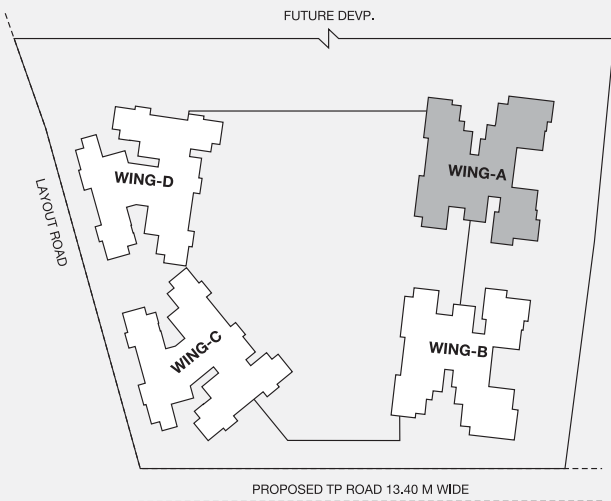 FUTURE DEVP.
WING-D
WING-A
LAYOUT ROAD
WING-C
WING-B
PROPOSED TP ROAD 13.40 M WIDE